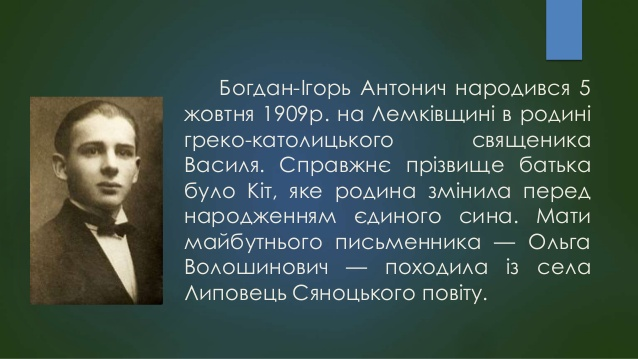 Богдан-Ігорь Антонич народився 5
жовтня 1909р. на Лемківщині в родині
греко-католицького священика
Василя. Справжнє прізвище батька
було Кіт, яке родина змінила перед
народженням єдиного сина. Мати
майбутнього письменника — Ольга
Волошинович — походила із села
Липовець Сяноцького повіту.